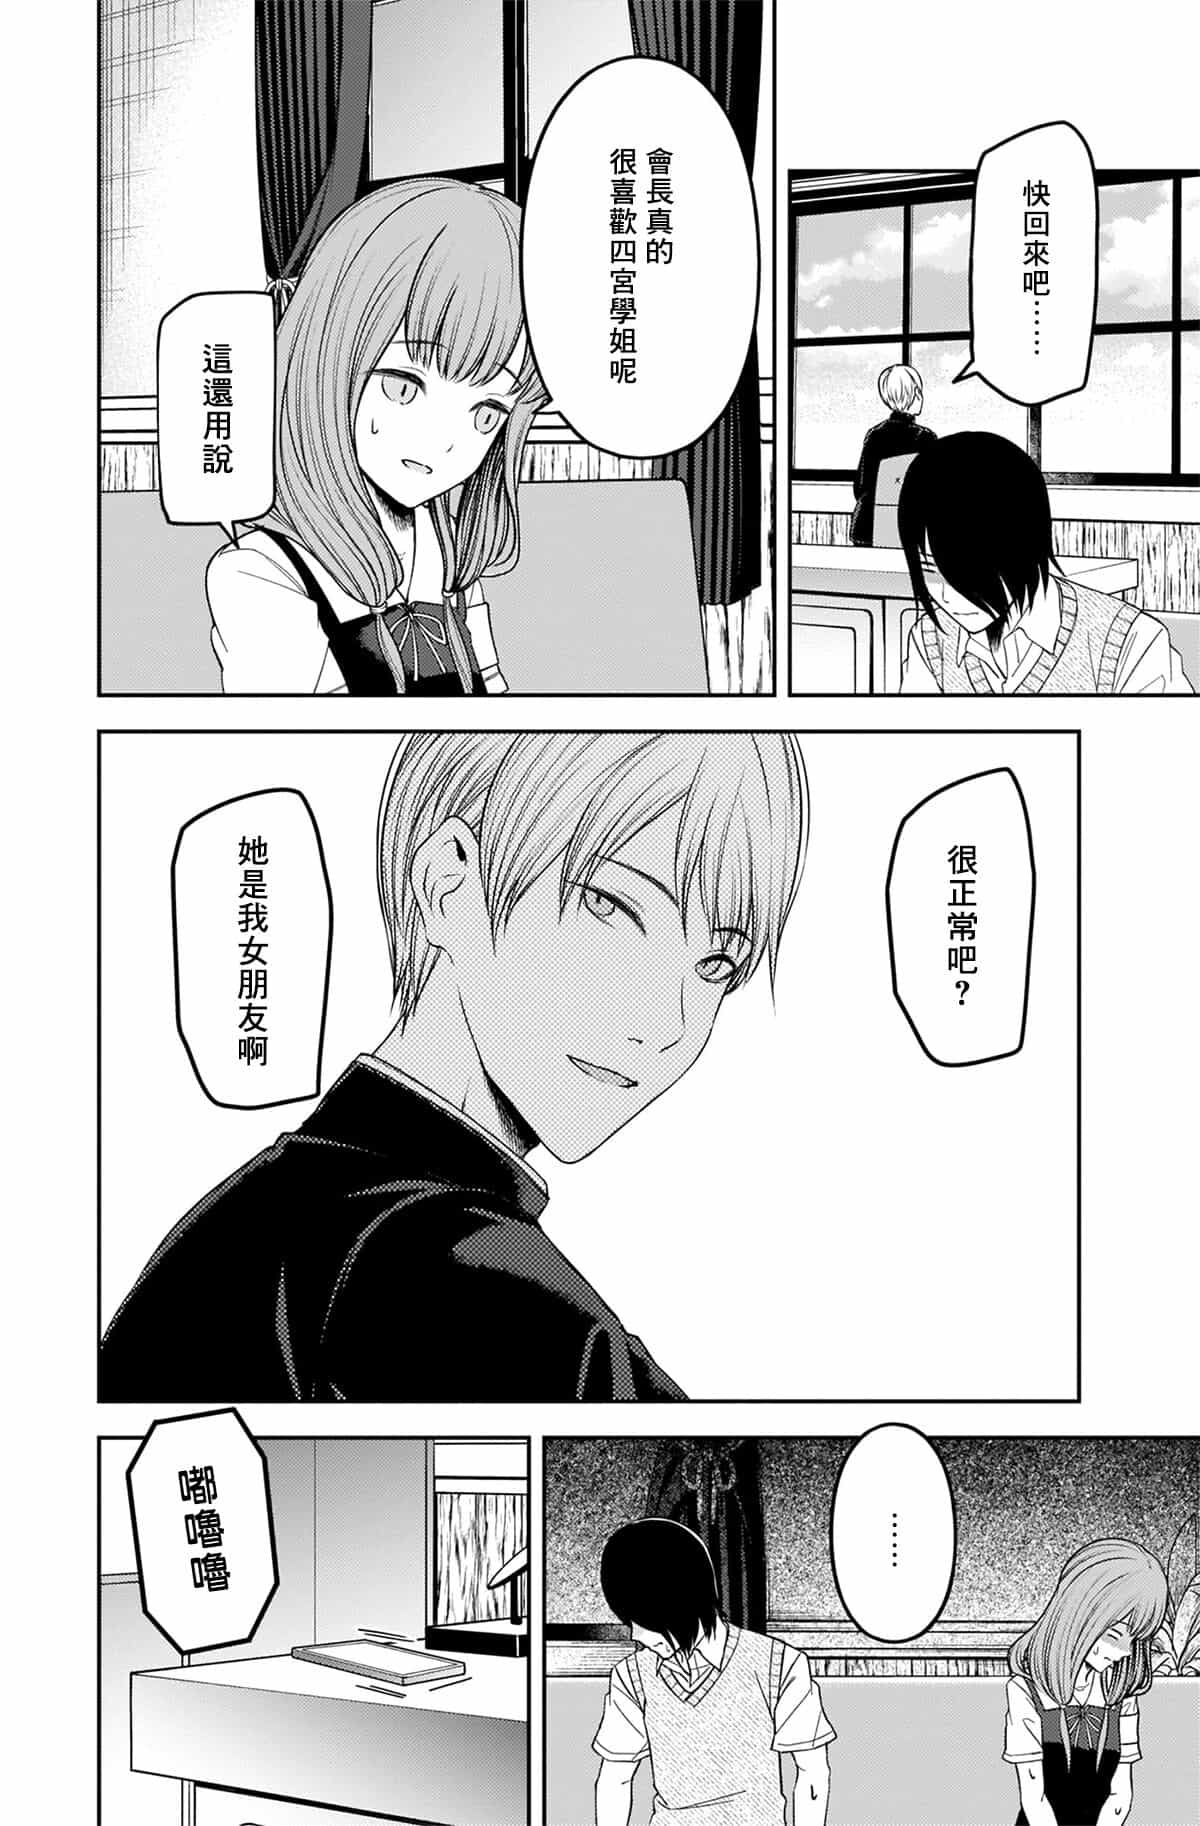 快回來吧……
會長真的
很喜歡四宮學姐呢
這還用說
很正常吧？
她是我女朋友啊
……
嘟嚕嚕